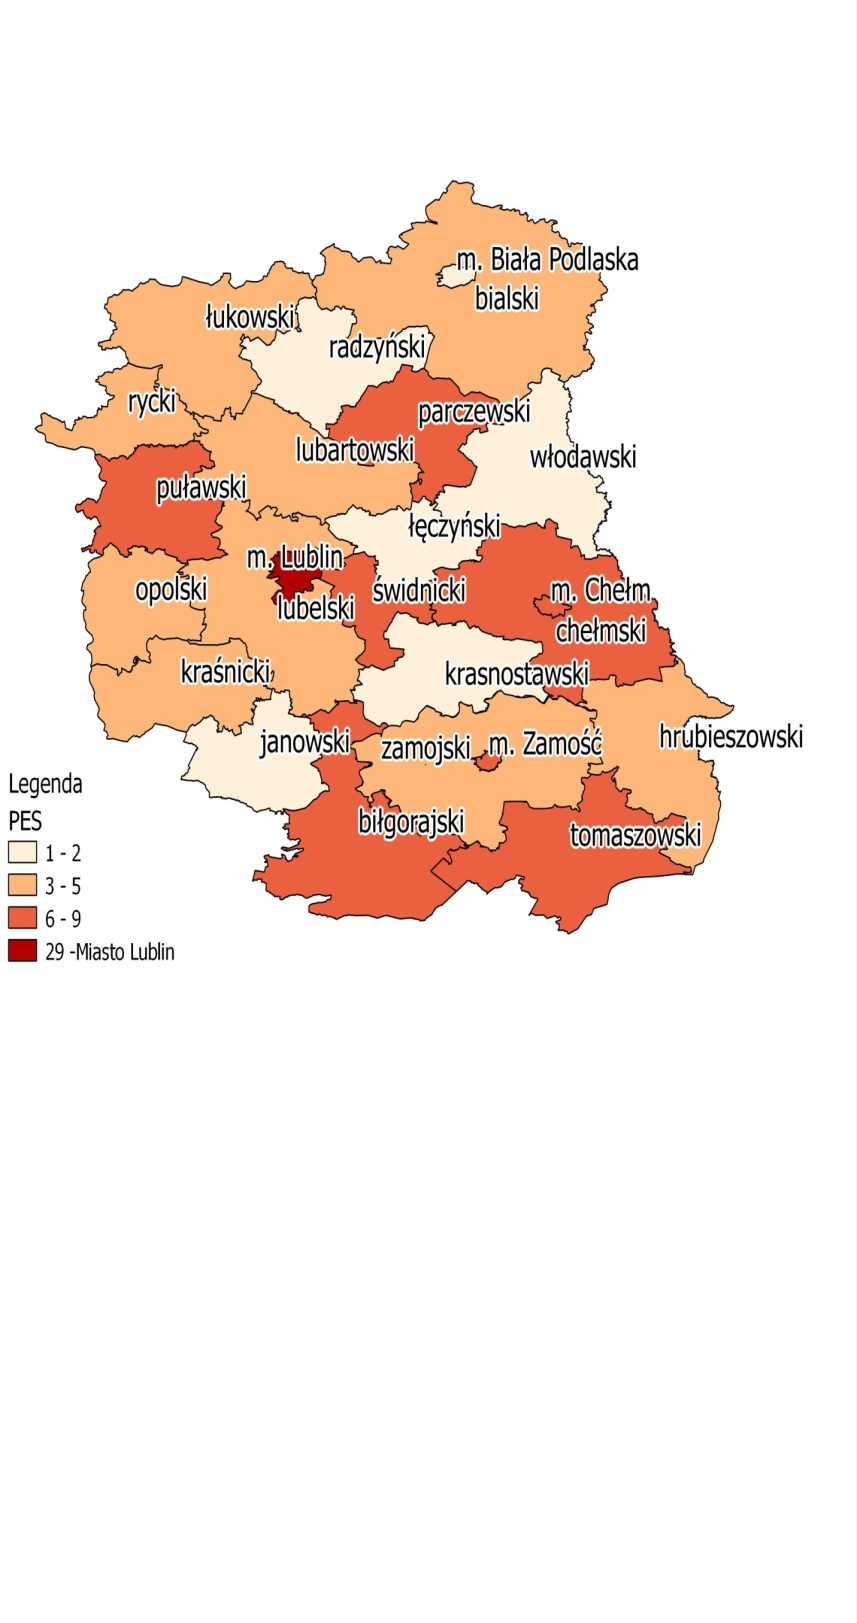 m. Biała Podlaska
bialski
łukowski
radzyński
rycki
parczewski
lubartowski
włodawski
puławski
łęczyński
m. Lublin
opolski
świdnicki
m. Chełm
lubelski
chełmski
kraśnicki
krasnostawski
janowski
zamojski
m. Zamość
hrubieszowski
biłgorajski
tomaszowski
Legenda
PES
1 - 2
3 - 5
6 - 9
29 -Miasto Lublin